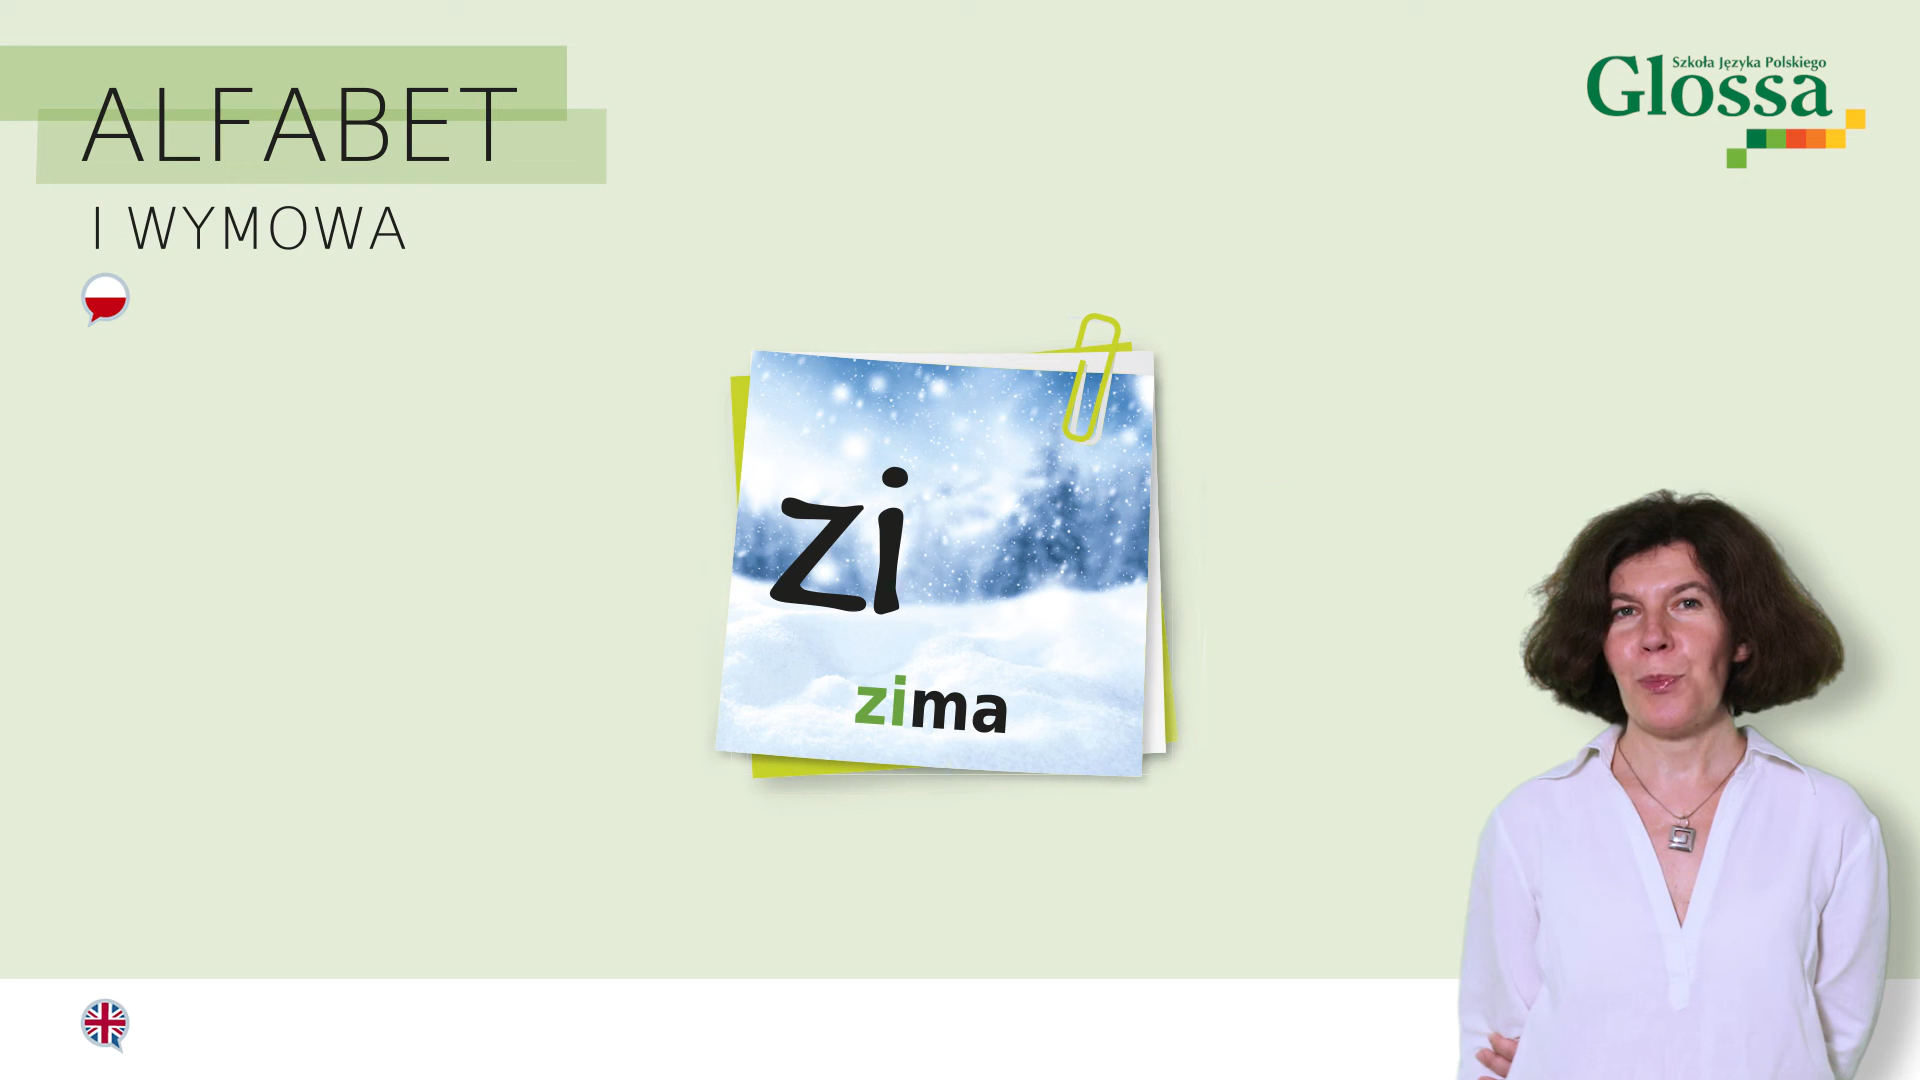 ALFABET
I WYMOWA
Szkoła Języka Polskiego
Glossa
zi
zima